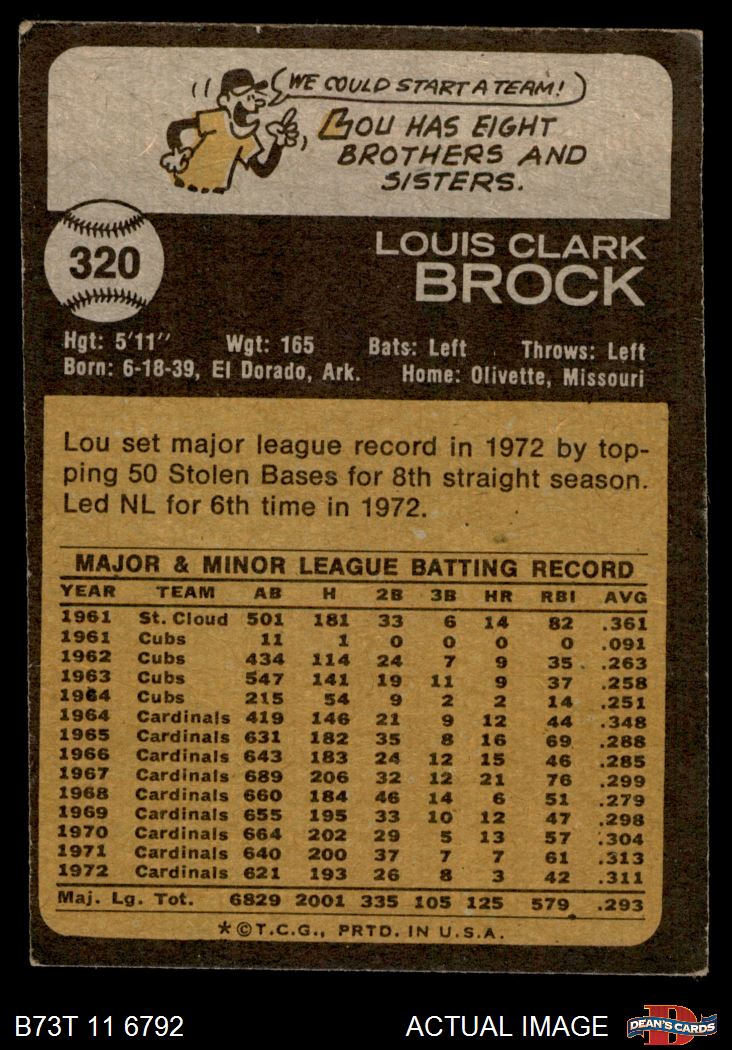 WE COULD START A TEAM!
LOU HAS EIGHT
BROTHERS AND
SISTERS.
320
LOUIS CLARK
BROCK
Hgt: 5'11" Wgt: 165 Bats: Left Throws: Left
Born: 6-18-39, El Dorado, Ark. Home: Olivette, Missouri
Lou set major league record in 1972 by top-
ping 50 Stolen Bases for 8th straight season.
Led NL for 6th time in 1972.
MAJOR & MINOR LEAGUE BATTING RECORD
YEAR TEAM AB H 2B 3B HR RBI AVG
1961 St. Cloud 501 181 33 6 14 82 .361
1961 Cubs 11 1 0 0 0 0 .091
1962 Cubs 434 114 24 7 9 35 .263
1963 Cubs 547 141 19 11 9 37 .258
1964 Cubs 215 54 9 2 2 14 .251
1964 Cardinals 419 146 21 9 12 44 .348
1965 Cardinals 631 182 35 8 16 69 .288
1966 Cardinals 643 183 24 12 15 46 .285
1967 Cardinals 689 206 32 12 21 76 .299
1968 Cardinals 660 184 46 14 6 51 .279
1969 Cardinals 655 195 33 10 12 47 .298
1970 Cardinals 664 202 29 5 13 57 .304
1971 Cardinals 640 200 37 7 7 61 .313
1972 Cardinals 621 193 26 8 3 42 .311
Maj. Lg. Tot. 6829 2001 335 105 125 579 .293
*©T.C.G., PRTD. IN U.S.A.
B73T 11 6792 ACTUAL IMAGE D DEAN'S CARDS